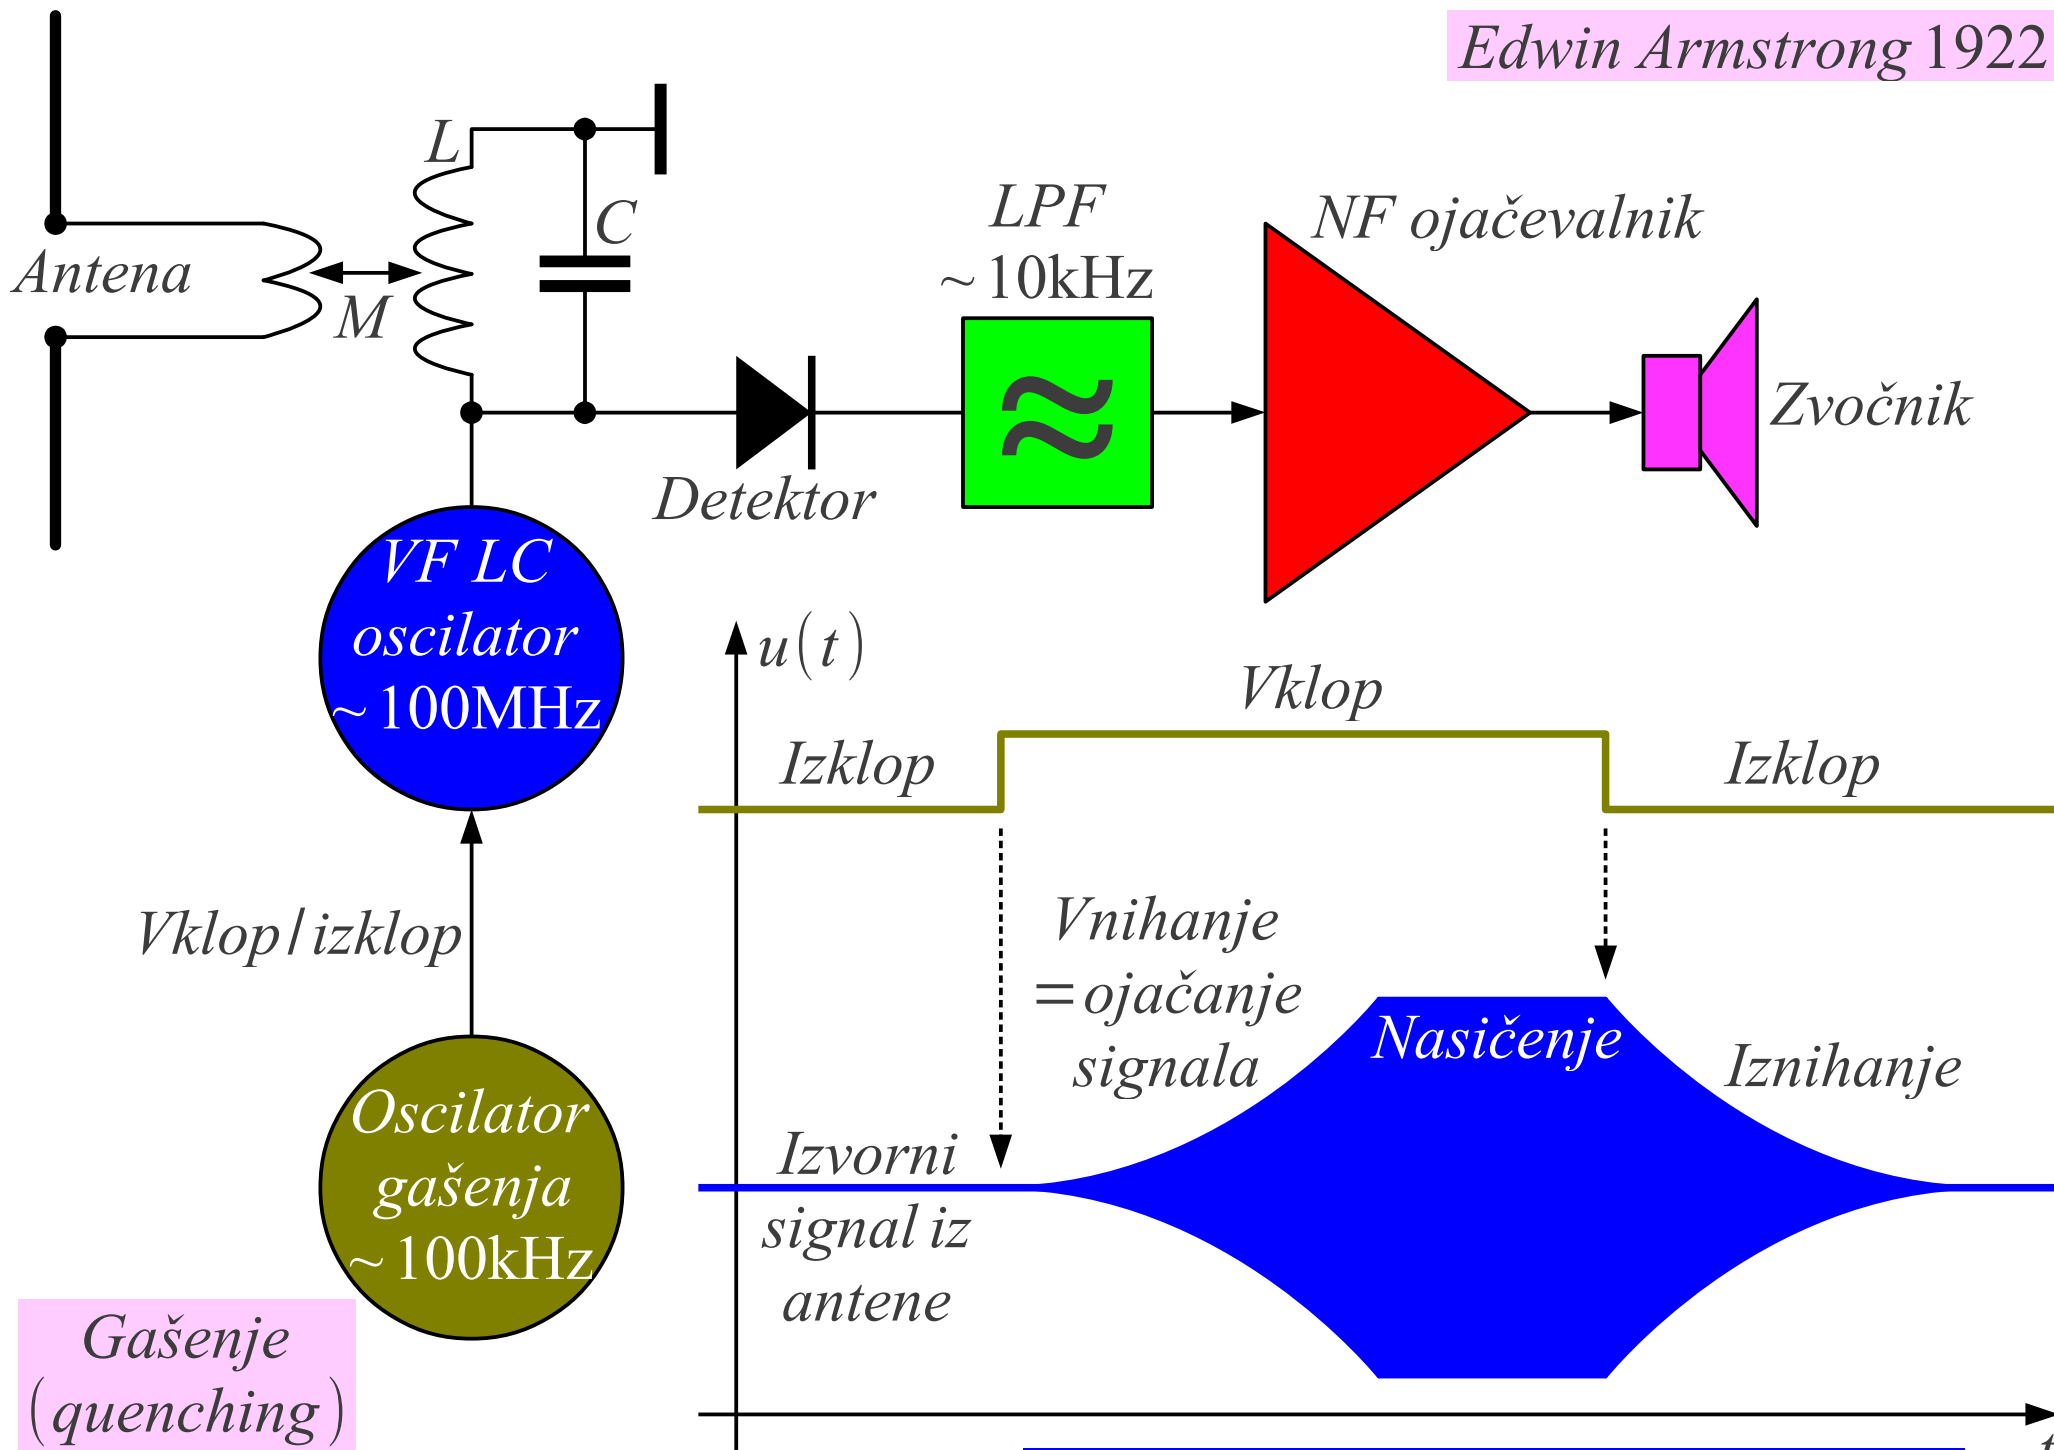 Edwin Armstrong 1922
L
C
Antena
M
LPF
~10kHz
NF ojačevalnik
Zvočnik
Detektor
VF LC
oscilator
~100MHz
u(t)
Vklop
Izklop
Izklop
Vklop/izklop
Vnihanje
=ojačanje
signala
Nasičenje
Iznihanje
Oscilator
gašenja
~100kHz
Izvorni
signal iz
antene
Gašenje
(quenching)
t